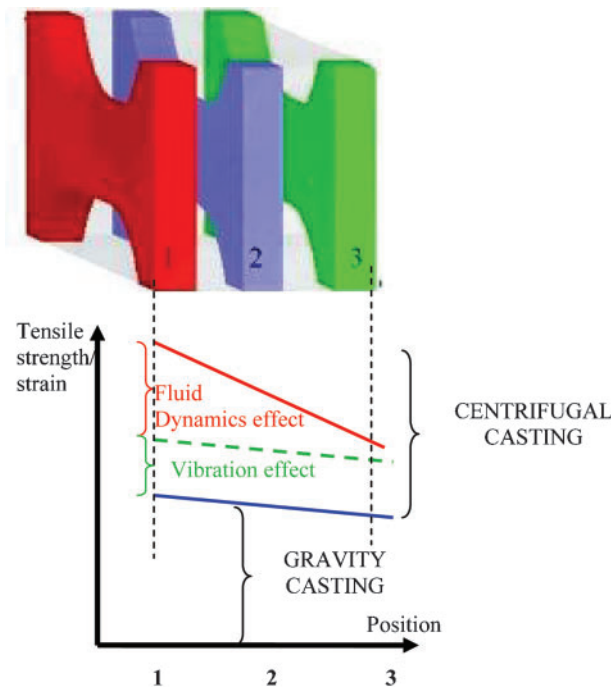 1 2 3
Tensile
strength/
strain
Fluid
Dynamics effect
Vibration effect
CENTRIFUGAL
CASTING
GRAVITY
CASTING
Position
1 2 3